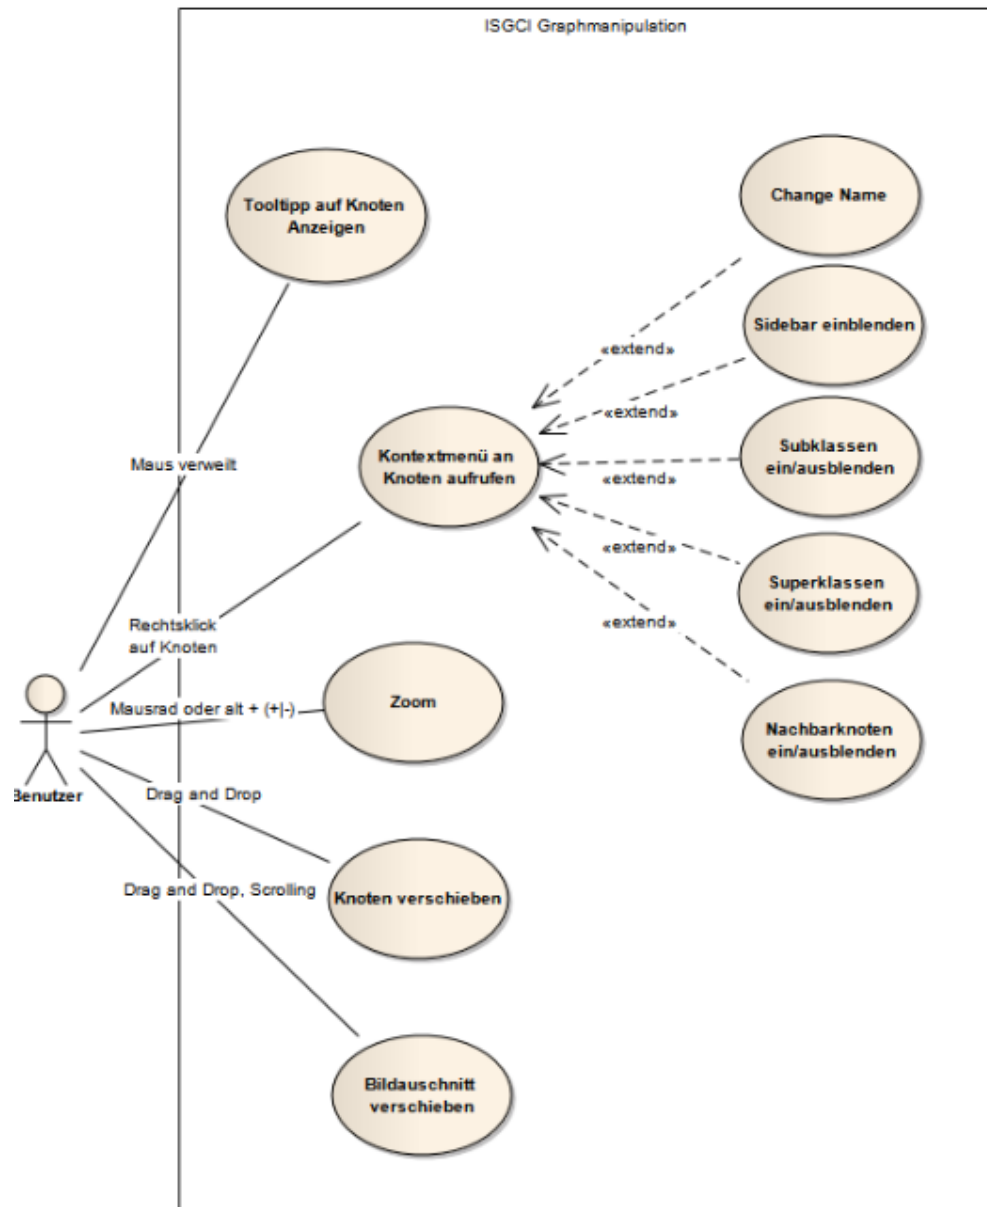 ISGCI Graphmanipulation
Tooltipp auf Knoten
Anzeigen
Change Name
Sidebar einblenden
«extend»
«extend»
Subklassen
ein/ausblenden
Kontextmenü an
Knoten aufrufen
Maus verweilt
«extend»
«extend»
Superklassen
ein/ausblenden
«extend»
Rechtsklick
auf Knoten
Zoom
Mausrad oder alt + (+|-)
Nachbarknoten
ein/ausblenden
Benutzer
Drag and Drop
Drag and Drop, Scrolling
Knoten verschieben
Bildauschnitt
verschieben